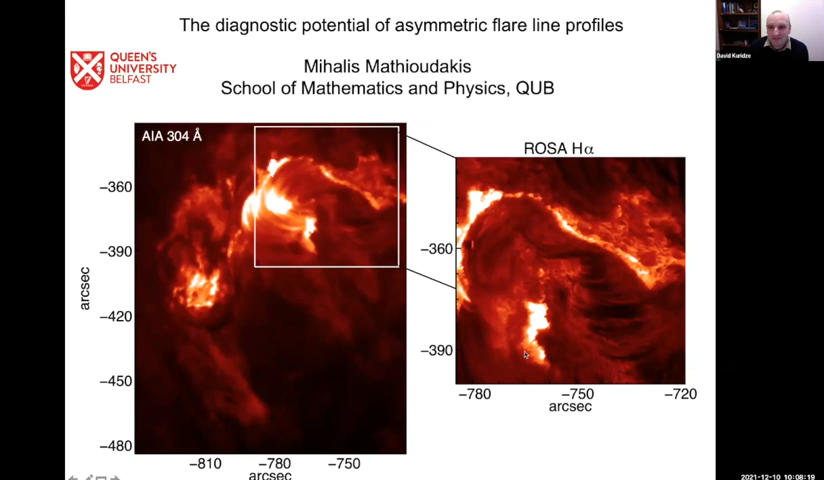 The diagnostic potential of asymmetric flare line profiles
QUEEN'S
UNIVERSITY
BELFAST
Mihalis Mathioudakis
School of Mathematics and Physics, QUB
David Kuridze
AIA 304 Å
−360
−390
−420
−450
−480
arcsec
−810
−780
−750
arcsec
ROSA Hα
−360
−390
−780
−750
−720
arcsec
2021-12-10 10:08:19